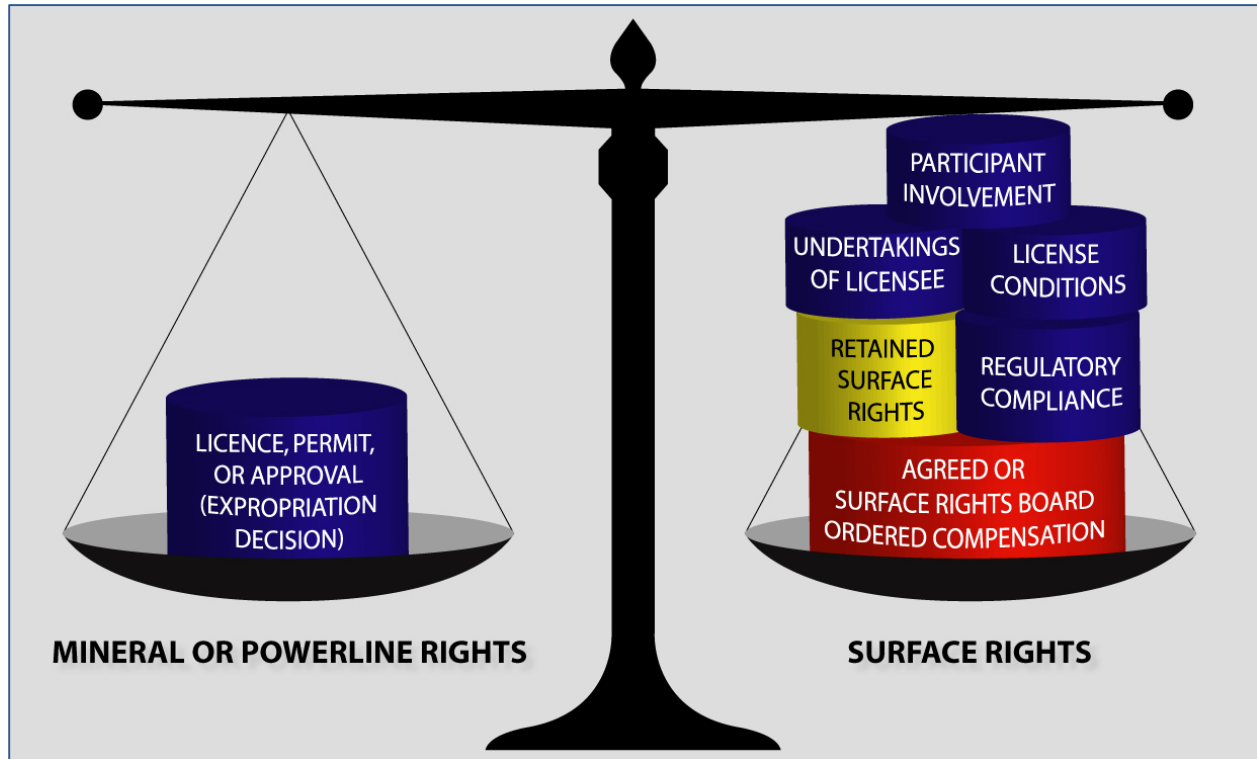 PARTICIPANT
INVOLVEMENT
UNDERTAKINGS
OF LICENSEE
LICENSE
CONDITIONS
RETAINED
SURFACE
RIGHTS
REGULATORY
COMPLIANCE
LICENCE, PERMIT,
OR APPROVAL
(EXPROPRIATION
DECISION)
AGREED OR
SURFACE RIGHTS BOARD
ORDERED COMPENSATION
MINERAL OR POWERLINE RIGHTS
SURFACE RIGHTS